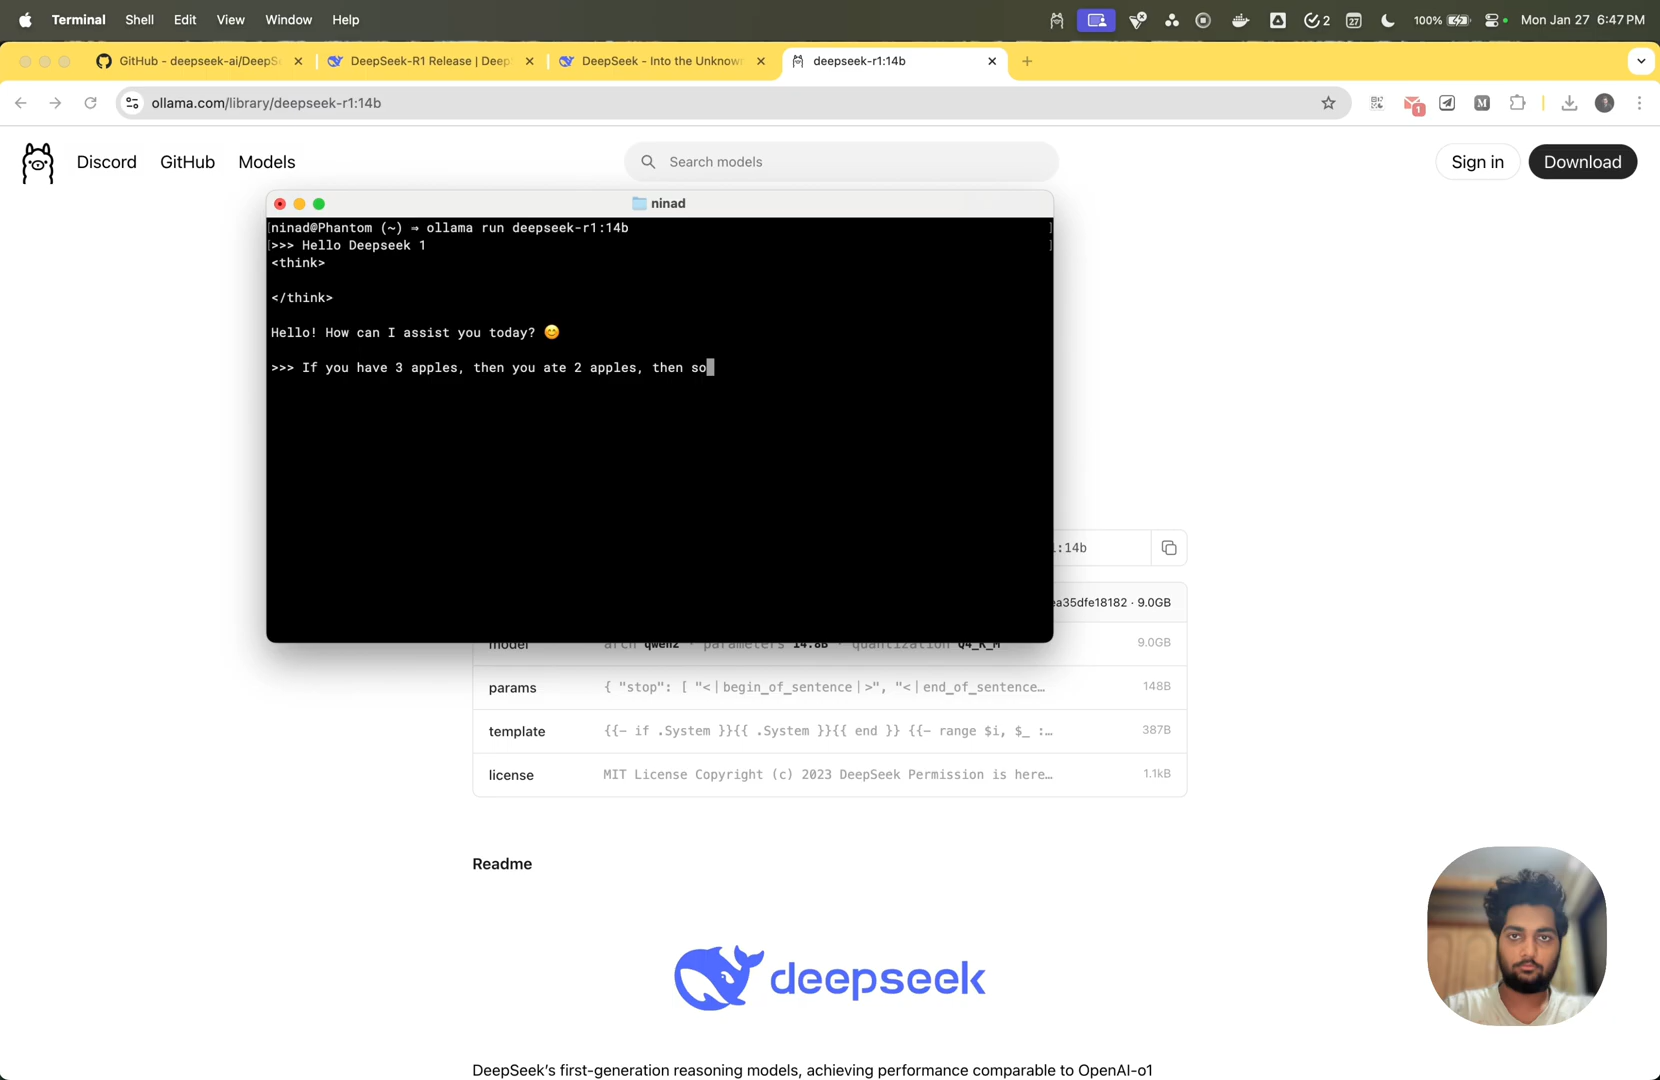 Terminal Shell Edit View Window Help 2 27 100% Mon Jan 27 6:47 PM
GitHub - deepseek-ai/DeepS DeepSeek-R1 Release | Deep DeepSeek - Into the Unknow deepseek-r1:14b
ollama.com/library/deepseek-r1:14b M 1
Discord GitHub Models Search models Sign in Download
ninad
[ninad@Phantom (~) ⇒ ollama run deepseek-r1:14b ]
[>>> Hello Deepseek 1 ]
<think>
</think>
Hello! How can I assist you today? 😊
>>> If you have 3 apples, then you ate 2 apples, then so
:14b
ea35dfe18182 · 9.0GB
model arch qwen2 · parameters 14.8B · quantization Q4_K_M 9.0GB
params { "stop": [ "<｜begin_of_sentence｜>", "<｜end_of_sentence… 148B
template {{- if .System }}{{ .System }}{{ end }} {{- range $i, $_ :… 387B
license MIT License Copyright (c) 2023 DeepSeek Permission is here… 1.1kB
Readme
deepseek
DeepSeek's first-generation reasoning models, achieving performance comparable to OpenAI-o1